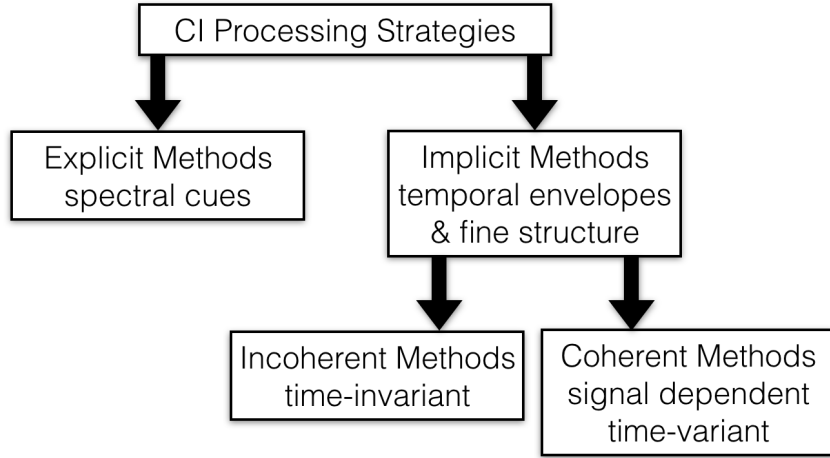 CI Processing Strategies
Explicit Methods
spectral cues
Implicit Methods
temporal envelopes
& fine structure
Incoherent Methods
time-invariant
Coherent Methods
signal dependent
time-variant